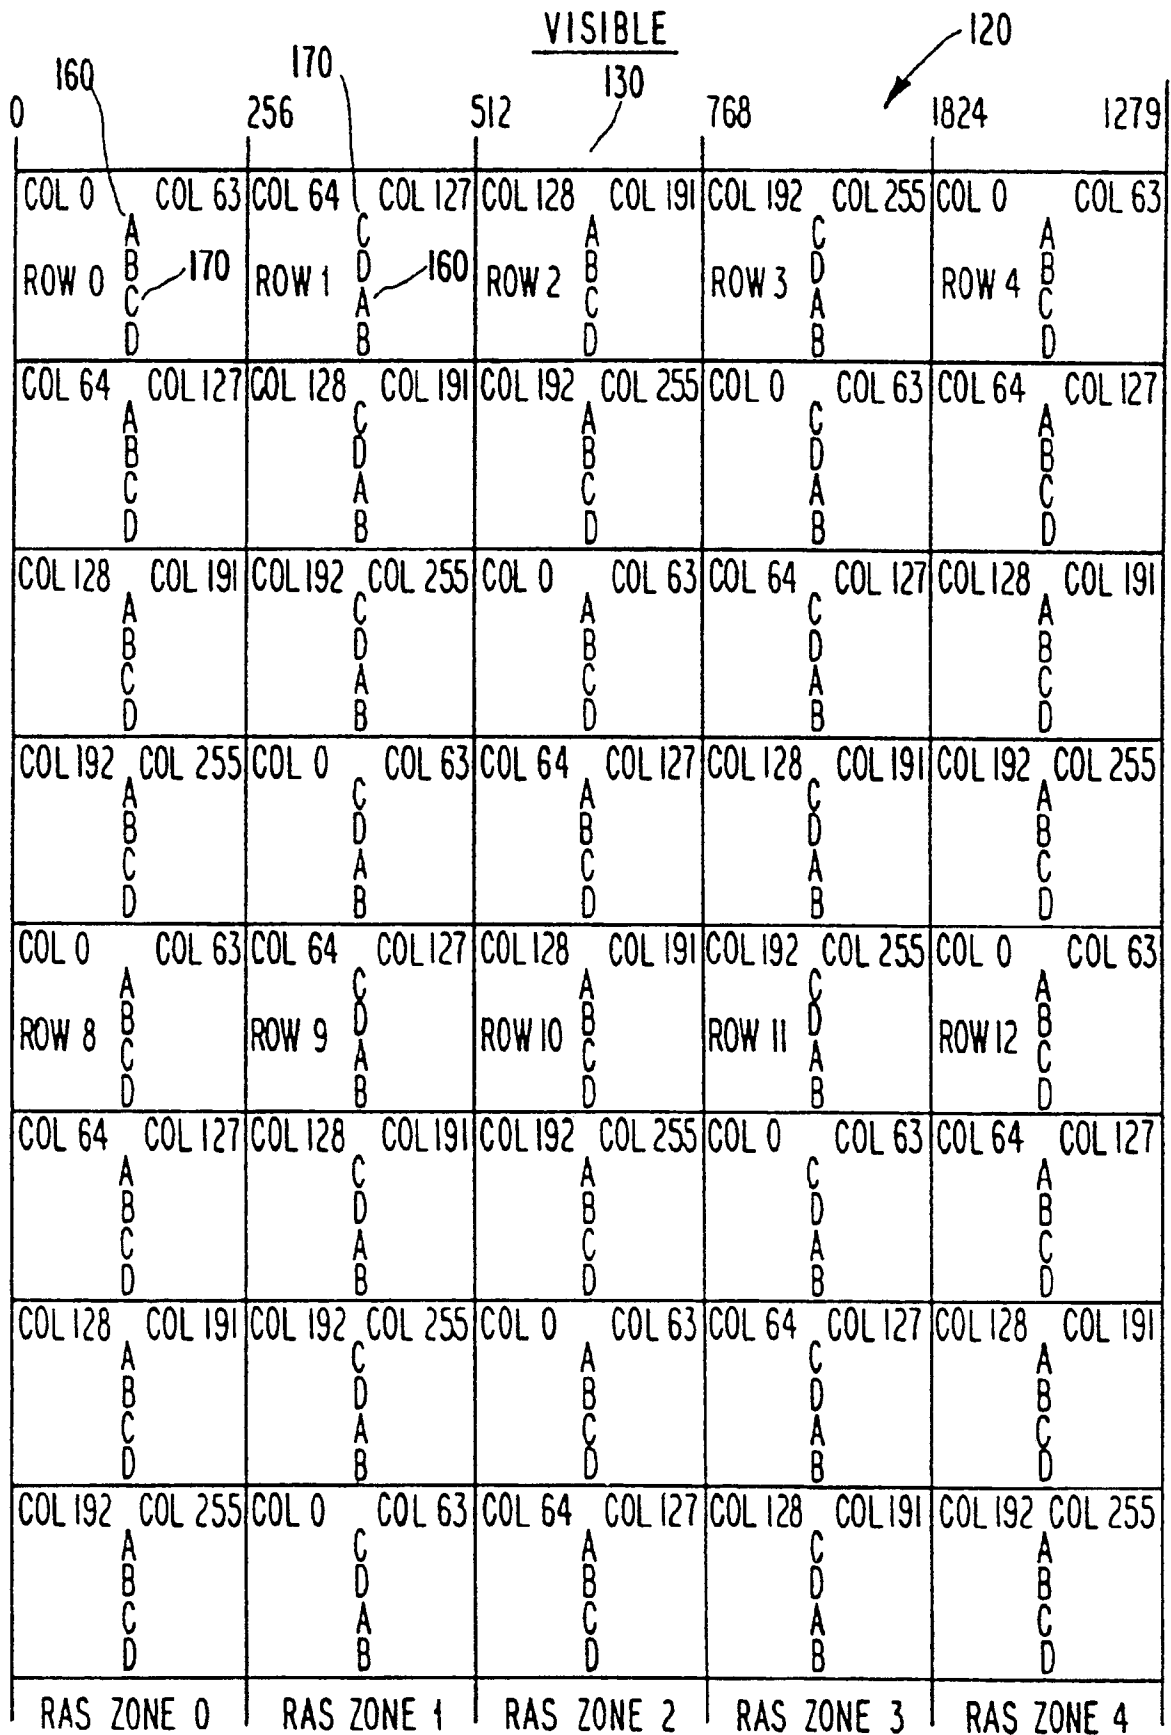 VISIBLE
120
160 170 130
0 256 512 768 1824 1279
COL 0 COL 63 COL 64 COL 127 COL 128 COL 191 COL 192 COL 255 COL 0 COL 63
A C A C A
B D B D B
ROW 0 170 ROW 1 160 ROW 2 ROW 3 ROW 4
C A C A C
D B D B D
COL 64 COL 127 COL 128 COL 191 COL 192 COL 255 COL 0 COL 63 COL 64 COL 127
A C A C A
B D B D B
C A C A C
D B D B D
COL 128 COL 191 COL 192 COL 255 COL 0 COL 63 COL 64 COL 127 COL 128 COL 191
A C A C A
B D B D B
C A C A C
D B D B D
COL 192 COL 255 COL 0 COL 63 COL 64 COL 127 COL 128 COL 191 COL 192 COL 255
A C A C A
B D B D B
C A C A C
D B D B D
COL 0 COL 63 COL 64 COL 127 COL 128 COL 191 COL 192 COL 255 COL 0 COL 63
A C A C A
B D B D B
ROW 8 ROW 9 ROW 10 ROW 11 ROW 12
C A C A C
D B D B D
COL 64 COL 127 COL 128 COL 191 COL 192 COL 255 COL 0 COL 63 COL 64 COL 127
A C A C A
B D B D B
C A C A C
D B D B D
COL 128 COL 191 COL 192 COL 255 COL 0 COL 63 COL 64 COL 127 COL 128 COL 191
A C A C A
B D B D B
C A C A C
D B D B D
COL 192 COL 255 COL 0 COL 63 COL 64 COL 127 COL 128 COL 191 COL 192 COL 255
A C A C A
B D B D B
C A C A C
D B D B D
RAS ZONE 0 RAS ZONE 1 RAS ZONE 2 RAS ZONE 3 RAS ZONE 4